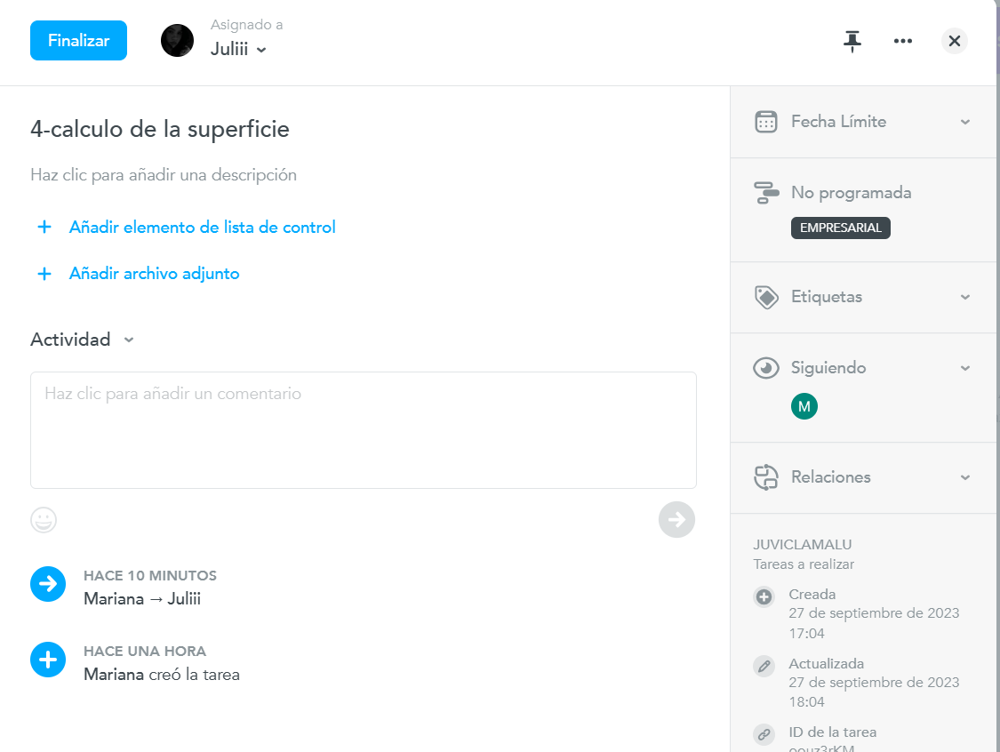 Finalizar
Asignado a
Juliii
4-calculo de la superficie
Haz clic para añadir una descripción
Añadir elemento de lista de control
Añadir archivo adjunto
Actividad
Haz clic para añadir un comentario
HACE 10 MINUTOS
Mariana → Juliii
HACE UNA HORA
Mariana creó la tarea
Fecha Límite
No programada
EMPRESARIAL
Etiquetas
Siguiendo
M
Relaciones
JUVICLAMALU
Tareas a realizar
Creada
27 de septiembre de 2023
17:04
Actualizada
27 de septiembre de 2023
18:04
ID de la tarea